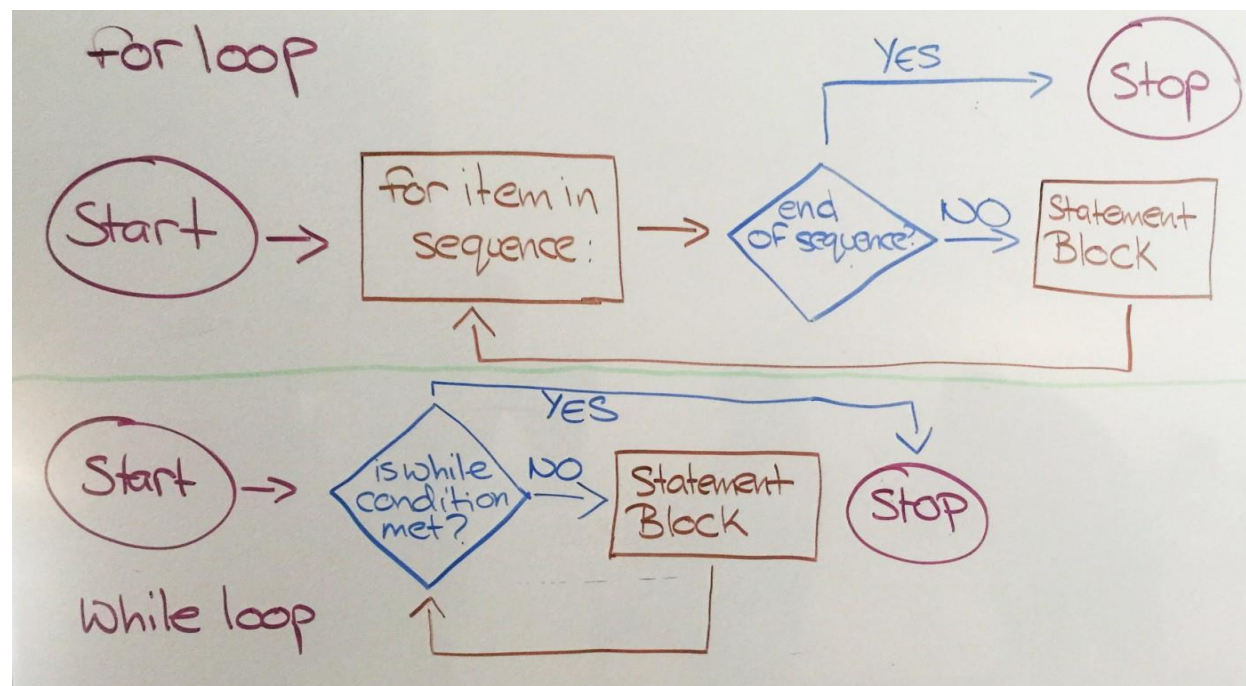 for loop
YES
Stop
Start
for item in
sequence:
end
of sequence?
NO
Statement
Block
YES
Start
is while
condition
met?
NO
Statement
Block
Stop
While loop